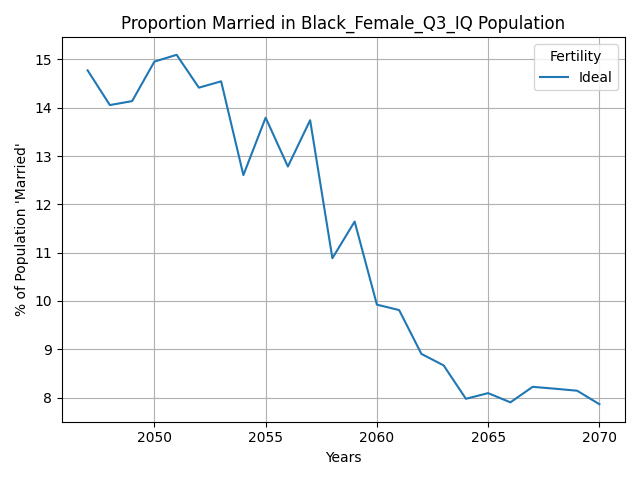 Proportion Married in Black_Female_Q3_IQ Population
Fertility
Ideal
% of Population 'Married'
15
14
13
12
11
10
9
8
2050
2055
2060
2065
2070
Years